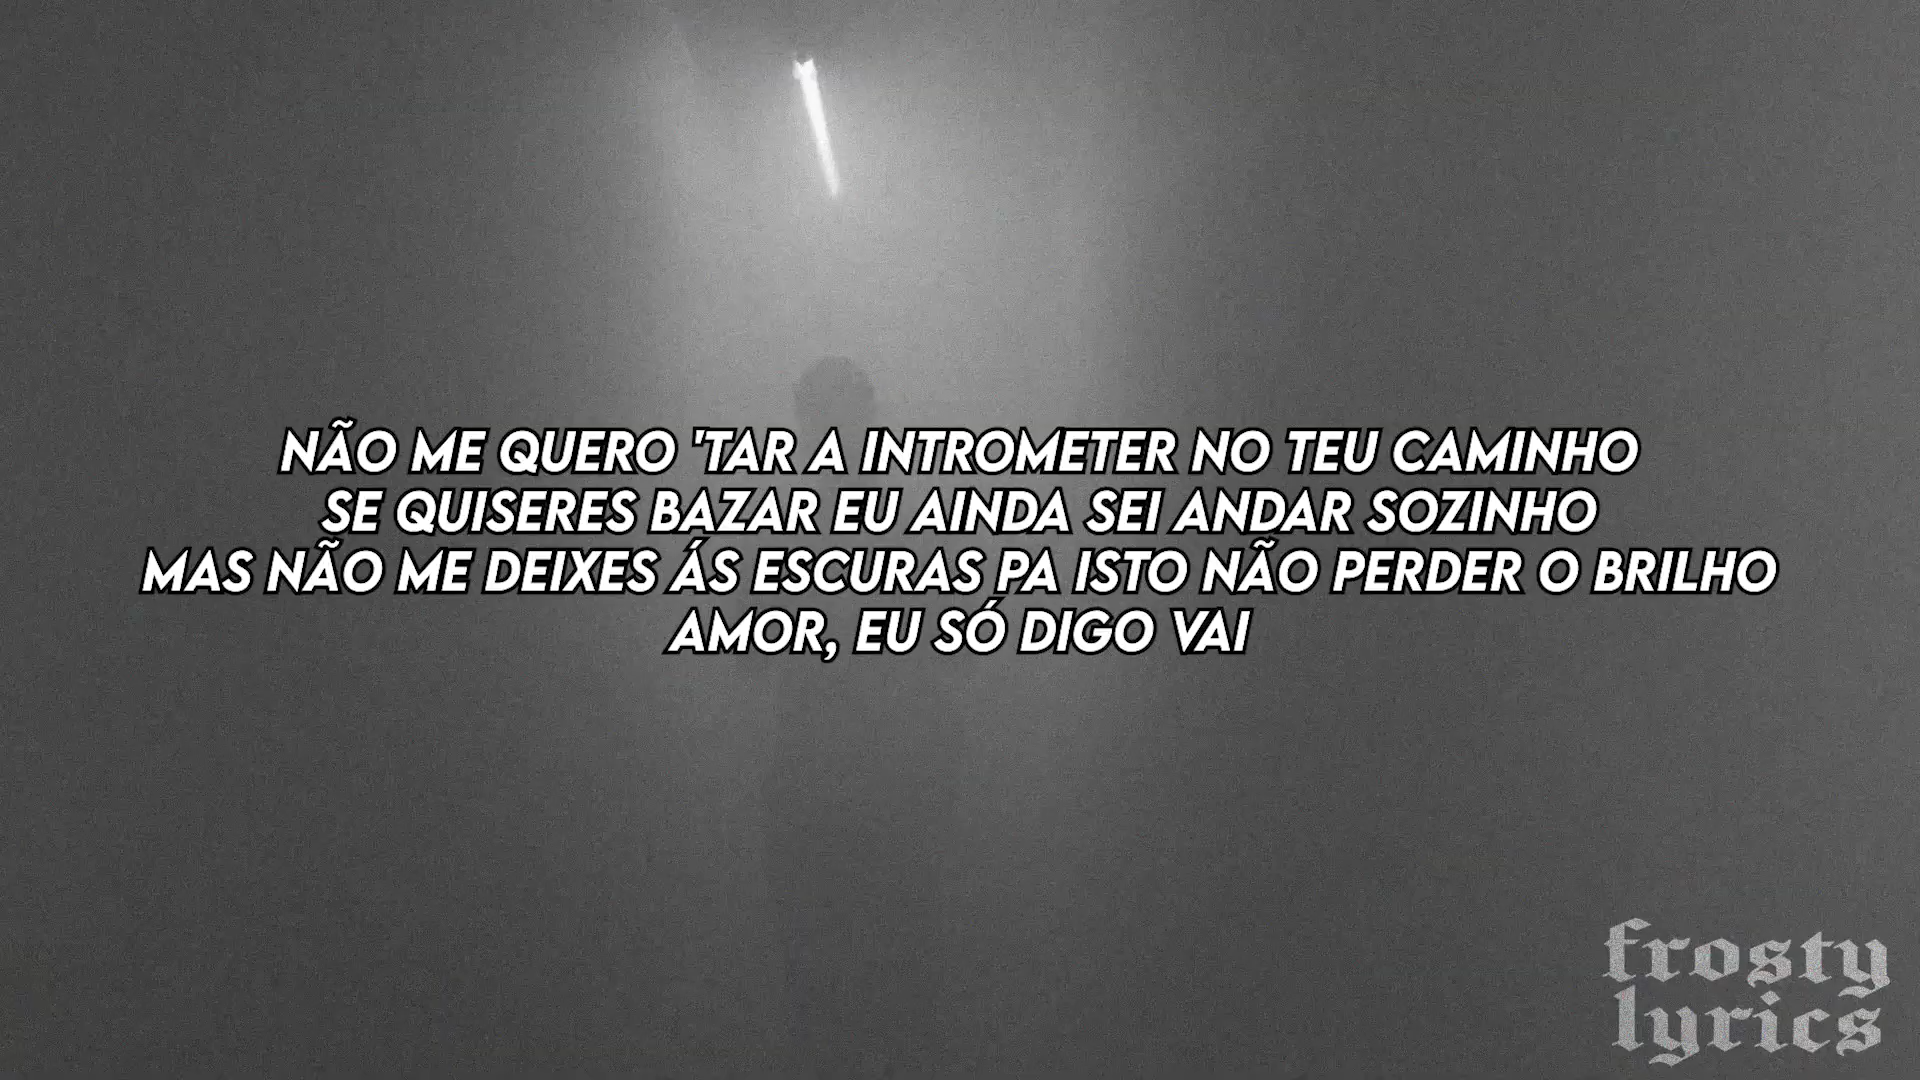 NÃO ME QUERO 'TAR A INTROMETER NO TEU CAMINHO
SE QUISERES BAZAR EU AINDA SEI ANDAR SOZINHO
MAS NÃO ME DEIXES ÁS ESCURAS PA ISTO NÃO PERDER O BRILHO
AMOR, EU SÓ DIGO VAI
frosty
lyrics